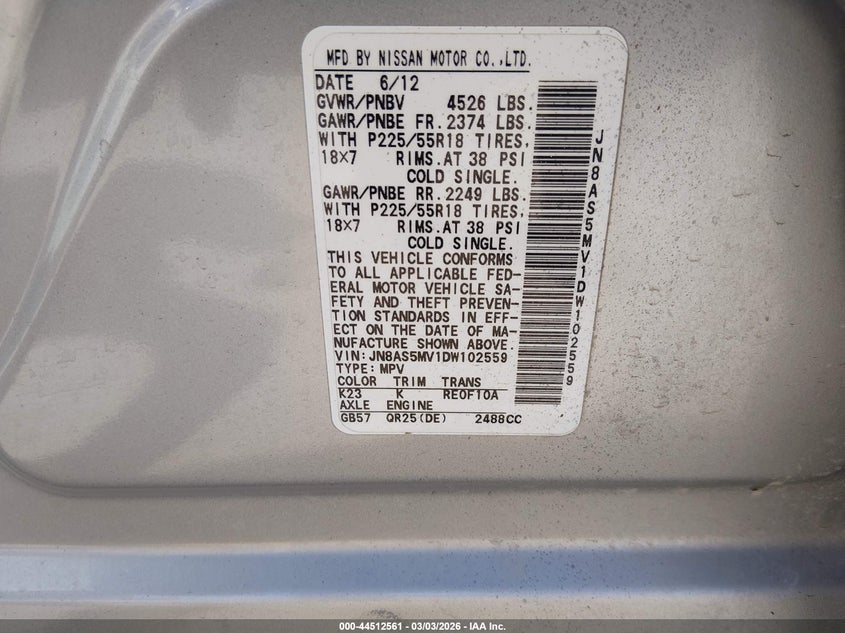 MFD BY NISSAN MOTOR CO.,LTD.
DATE 6/12
GVWR/PNBV 4526 LBS.
GAWR/PNBE FR.2374 LBS.
WITH P225/55R18 TIRES,
18×7 RIMS.AT 38 PSI
COLD SINGLE.
GAWR/PNBE RR.2249 LBS.
WITH P225/55R18 TIRES,
18×7 RIMS.AT 38 PSI
COLD SINGLE.
THIS VEHICLE CONFORMS
TO ALL APPLICABLE FED-
ERAL MOTOR VEHICLE SA-
FETY AND THEFT PREVEN-
TION STANDARDS IN EFF-
ECT ON THE DATE OF MA-
NUFACTURE SHOWN ABOVE.
VIN:JN8AS5MV1DW102559
TYPE:MPV
COLOR TRIM TRANS
K23 K RE0F10A
AXLE ENGINE
GB57 QR25(DE) 2488CC
JN8AS5MV1DW102559
000-44512561 — 03/03/2026 — IAA Inc.